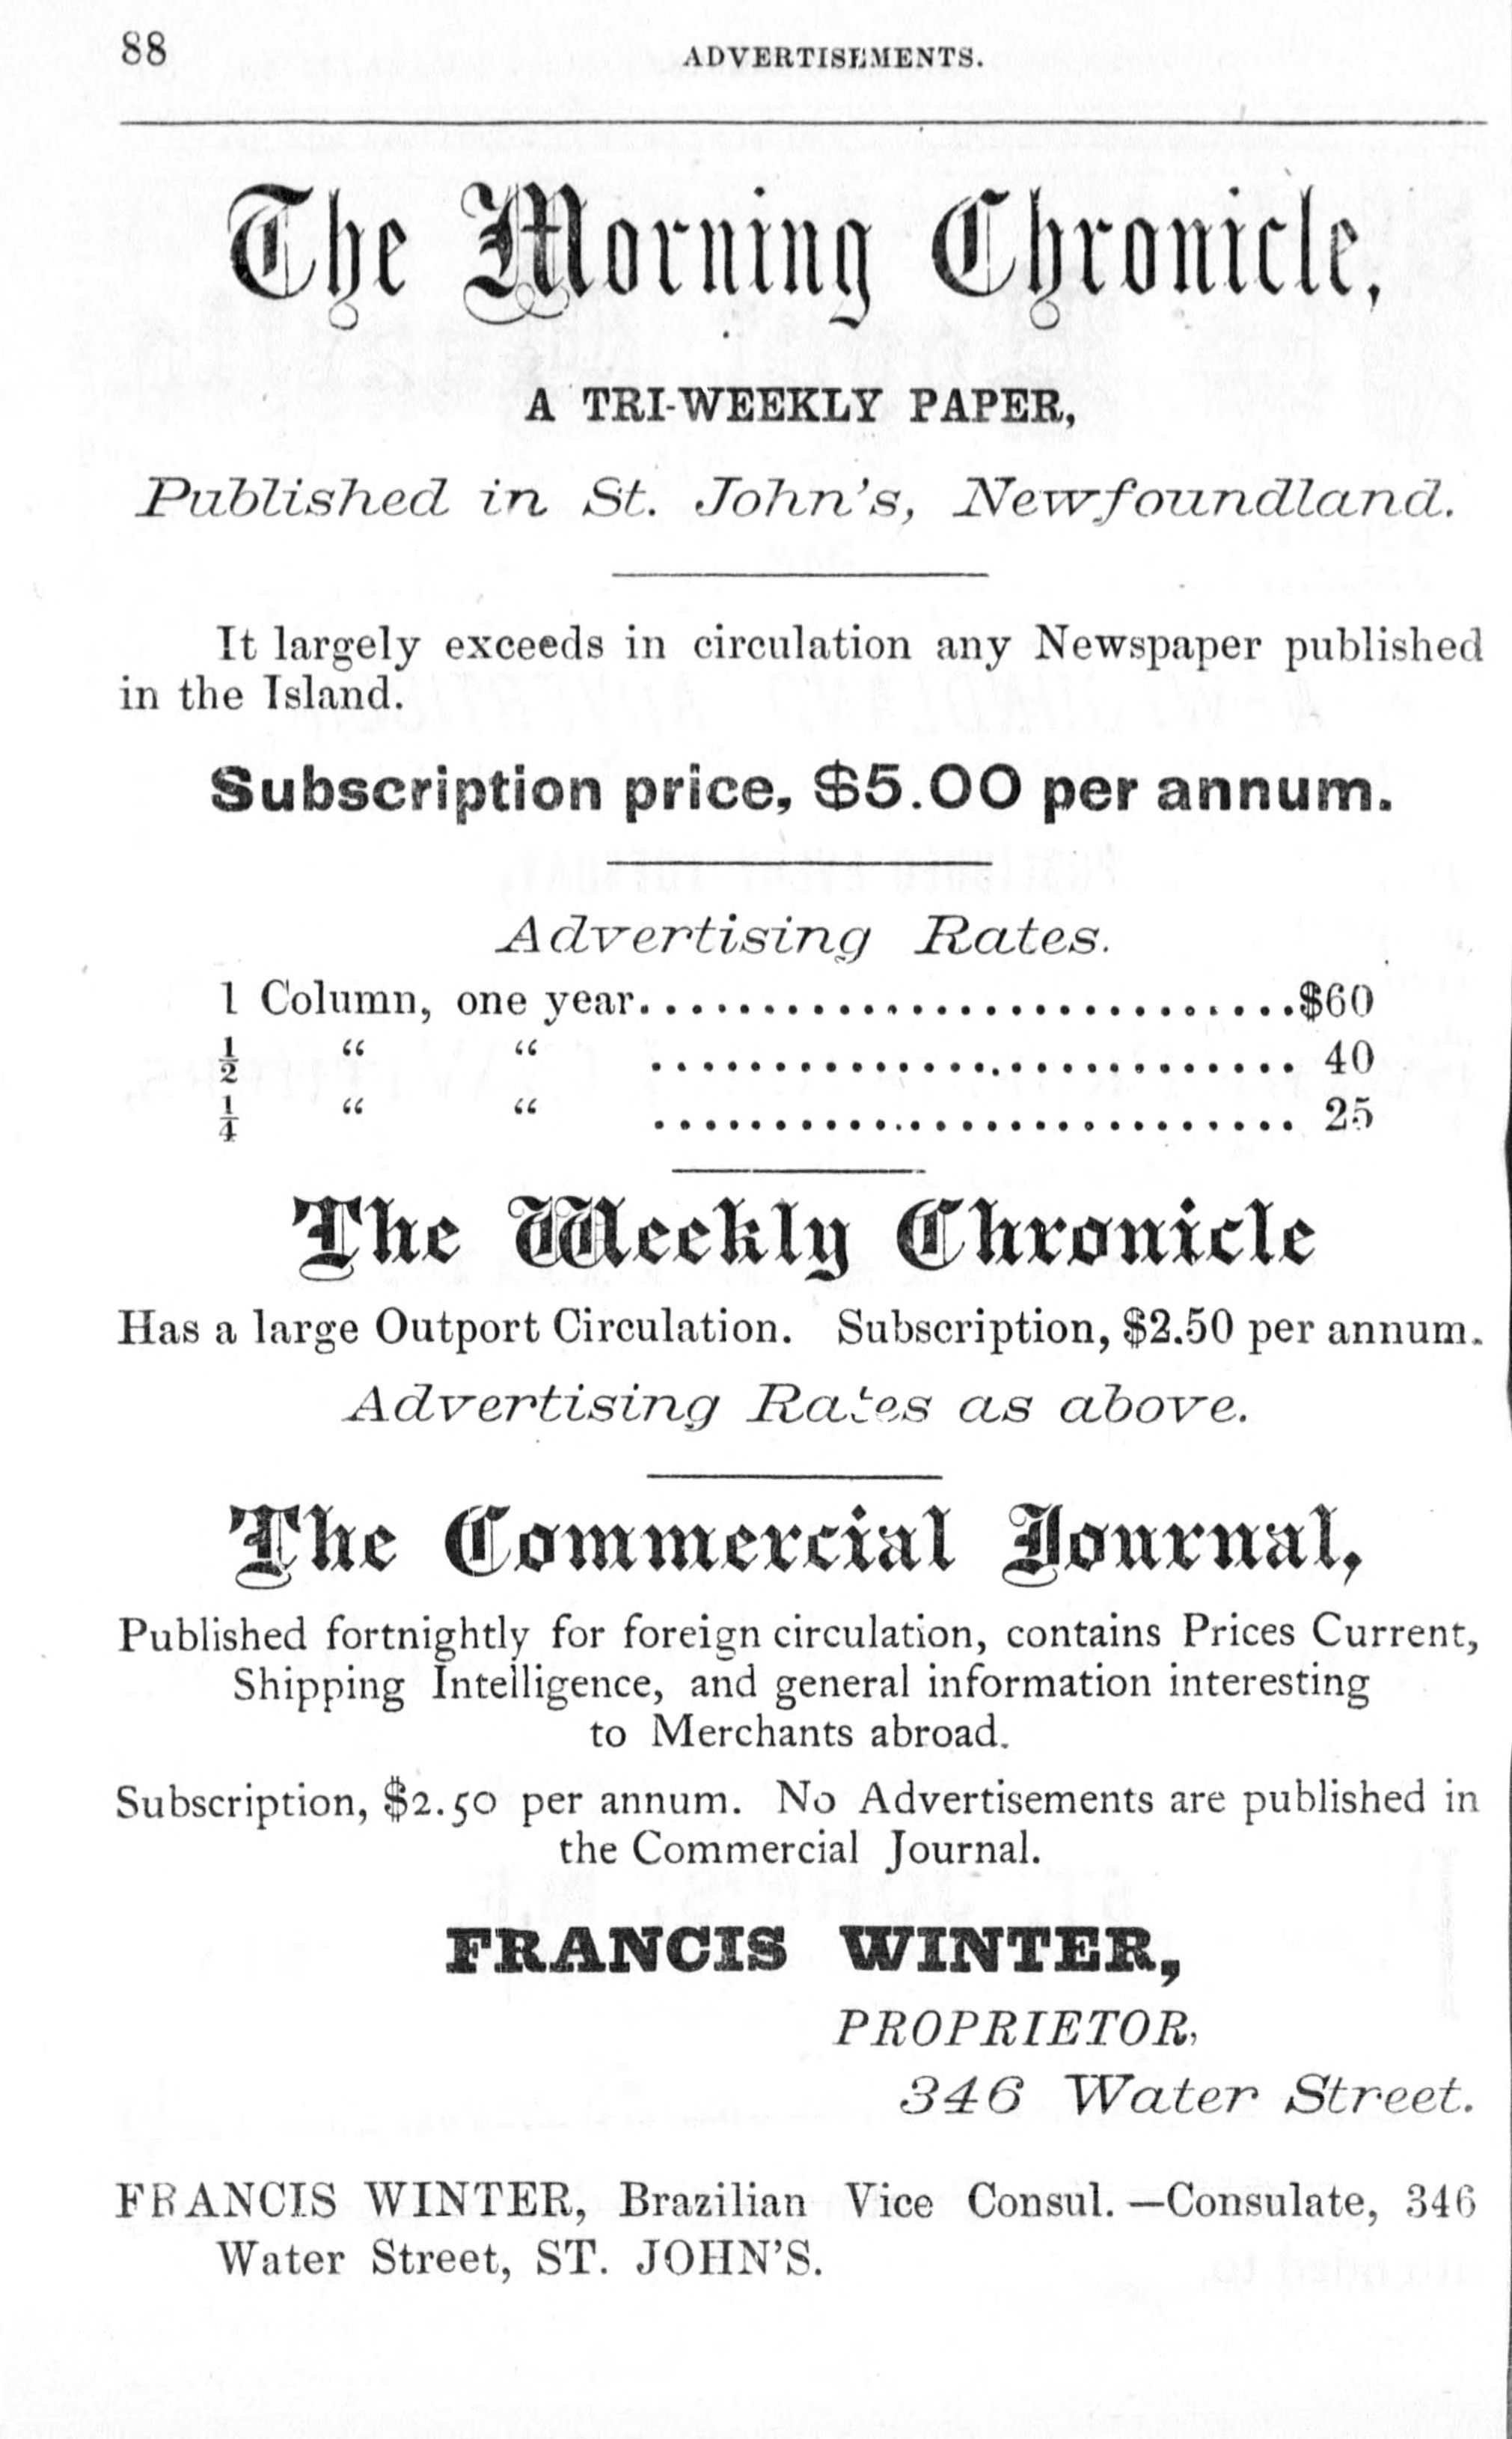 88 ADVERTISEMENTS.
The Morning Chronicle,
A TRI-WEEKLY PAPER,
Published in St. John's, Newfoundland.
It largely exceeds in circulation any Newspaper published
in the Island.
Subscription price, $5.00 per annum.
Advertising Rates.
1 Column, one year.............................$60
½ “ “ ............................ 40
¼ “ “ ............................ 25
The Weekly Chronicle
Has a large Outport Circulation. Subscription, $2.50 per annum.
Advertising Rates as above.
The Commercial Journal,
Published fortnightly for foreign circulation, contains Prices Current,
Shipping Intelligence, and general information interesting
to Merchants abroad.
Subscription, $2.50 per annum. No Advertisements are published in
the Commercial Journal.
FRANCIS WINTER,
PROPRIETOR,
346 Water Street.
FRANCIS WINTER, Brazilian Vice Consul.—Consulate, 346
Water Street, ST. JOHN'S.